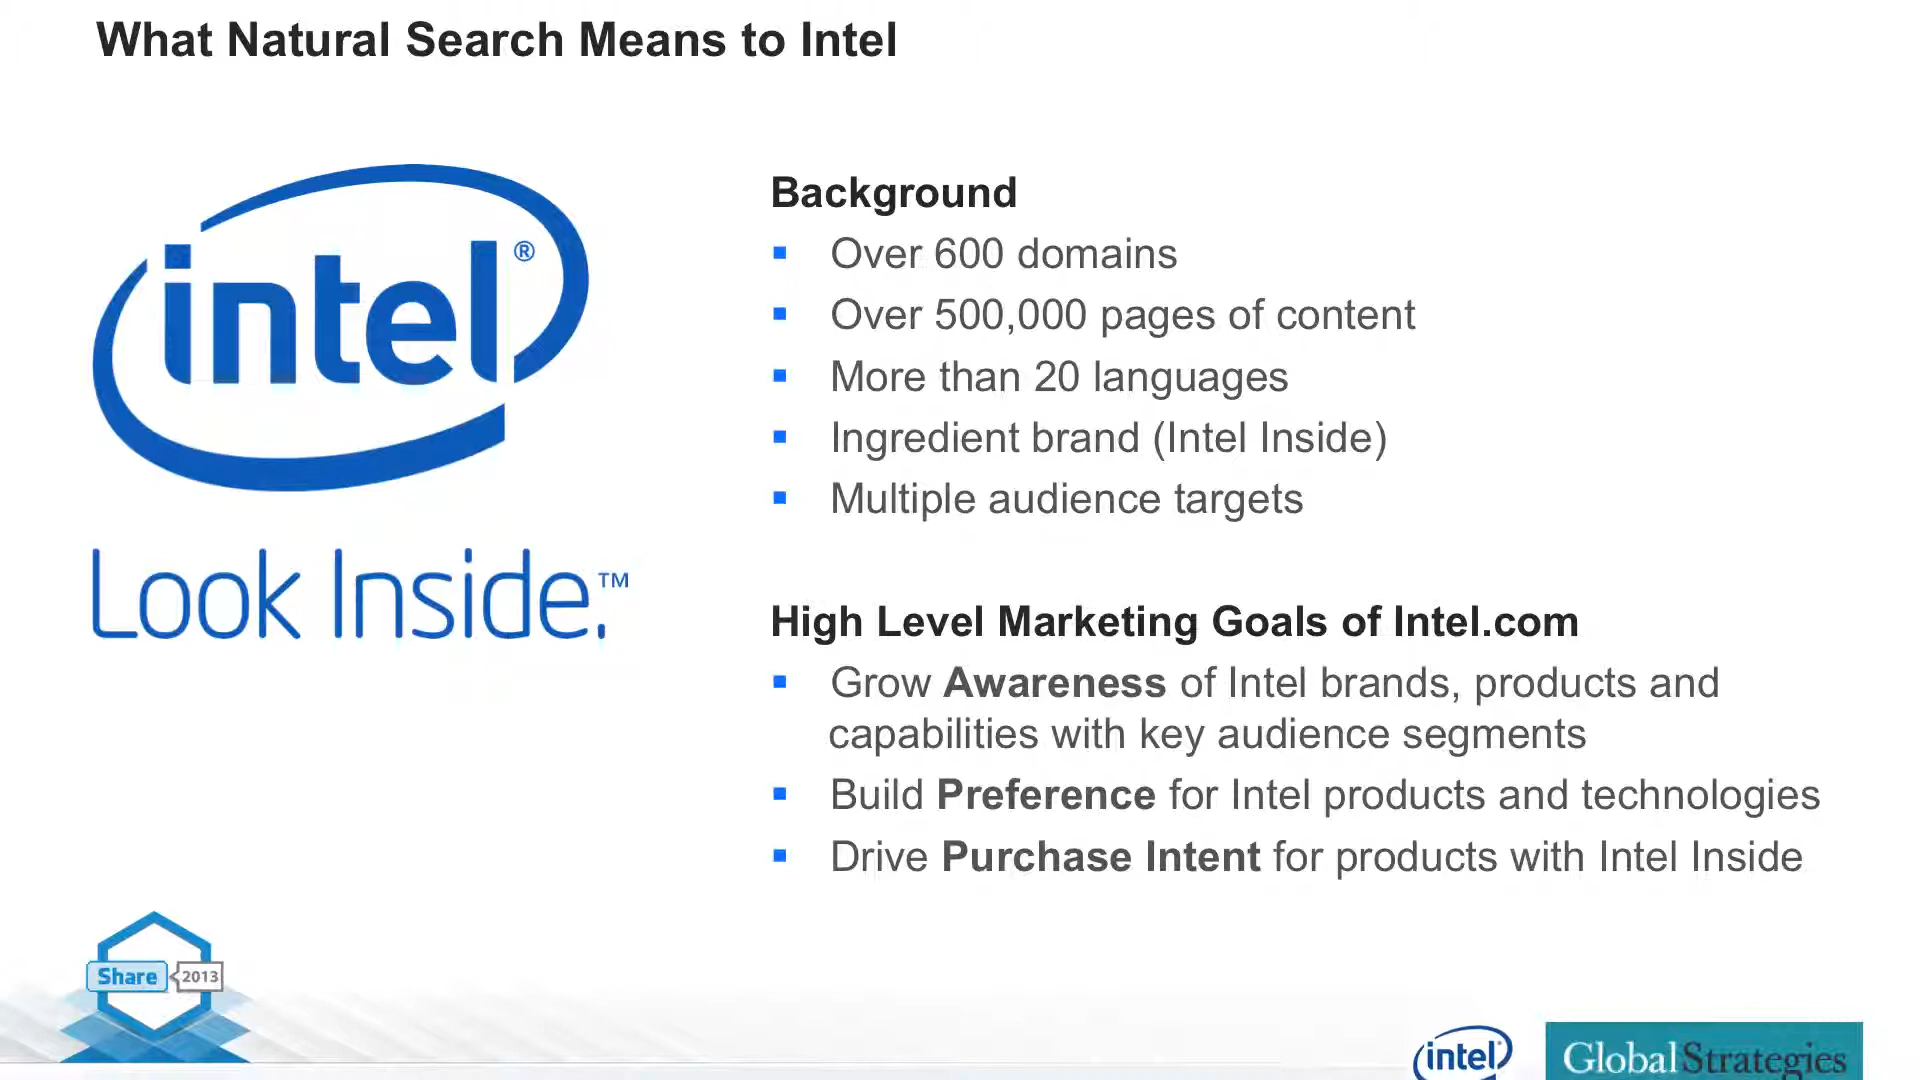 What Natural Search Means to Intel
intel®
Look Inside.™
Background
▪ Over 600 domains
▪ Over 500,000 pages of content
▪ More than 20 languages
▪ Ingredient brand (Intel Inside)
▪ Multiple audience targets
High Level Marketing Goals of Intel.com
▪ Grow Awareness of Intel brands, products and
capabilities with key audience segments
▪ Build Preference for Intel products and technologies
▪ Drive Purchase Intent for products with Intel Inside
Share 2013
intel
Global Strategies